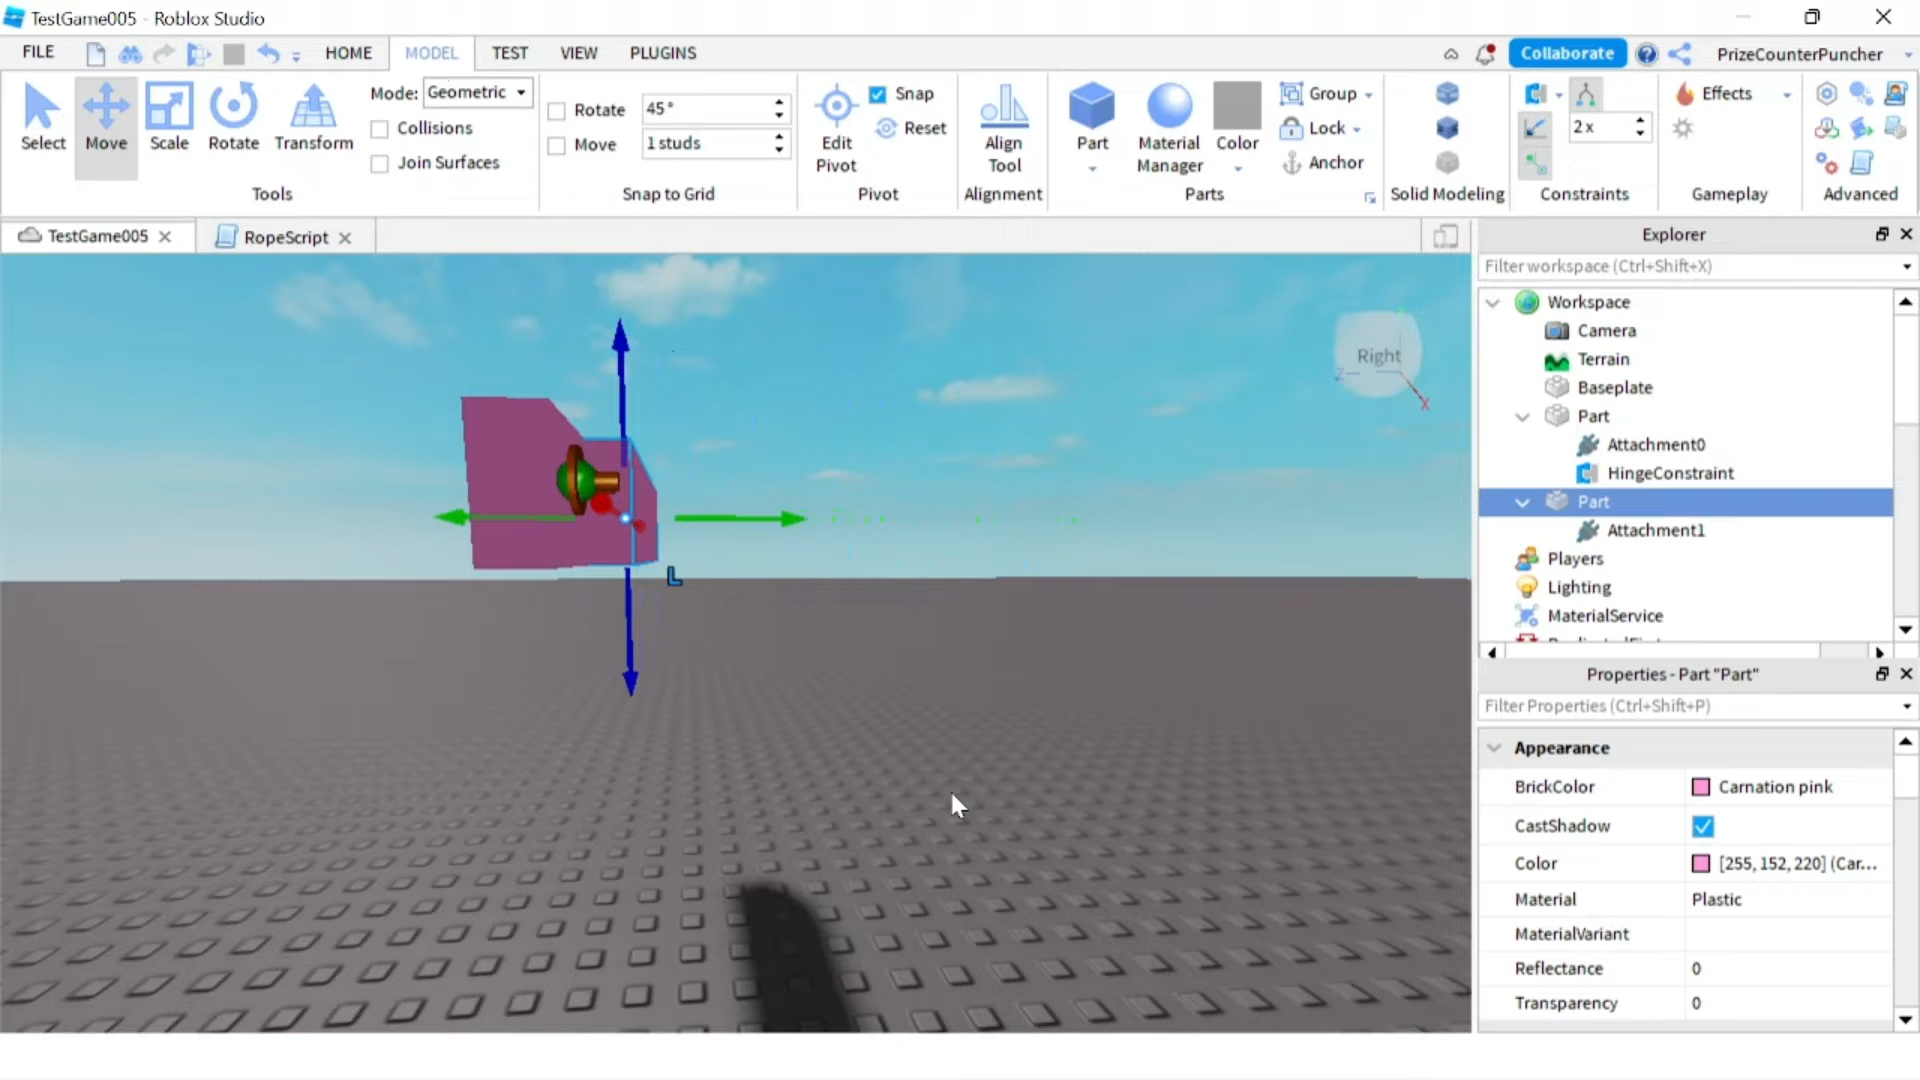 TestGame005 - Roblox Studio
FILE HOME MODEL TEST VIEW PLUGINS Collaborate PrizeCounterPuncher
Select Move Scale Rotate Transform
Mode: Geometric
Collisions
Join Surfaces
Tools
Rotate 45°
Move 1 studs
Snap to Grid
Edit
Pivot
Snap
Reset
Pivot
Align
Tool
Alignment
Part
Material
Manager
Color
Group
Lock
Anchor
Parts
Solid Modeling
2x
Constraints
Effects
Gameplay
Advanced
TestGame005 RopeScript
Right
Z
X
L
Explorer
Filter workspace (Ctrl+Shift+X)
Workspace
Camera
Terrain
Baseplate
Part
Attachment0
HingeConstraint
Part
Attachment1
Players
Lighting
MaterialService
Properties - Part "Part"
Filter Properties (Ctrl+Shift+P)
Appearance
BrickColor Carnation pink
CastShadow
Color [255, 152, 220] (Car...
Material Plastic
MaterialVariant
Reflectance 0
Transparency 0